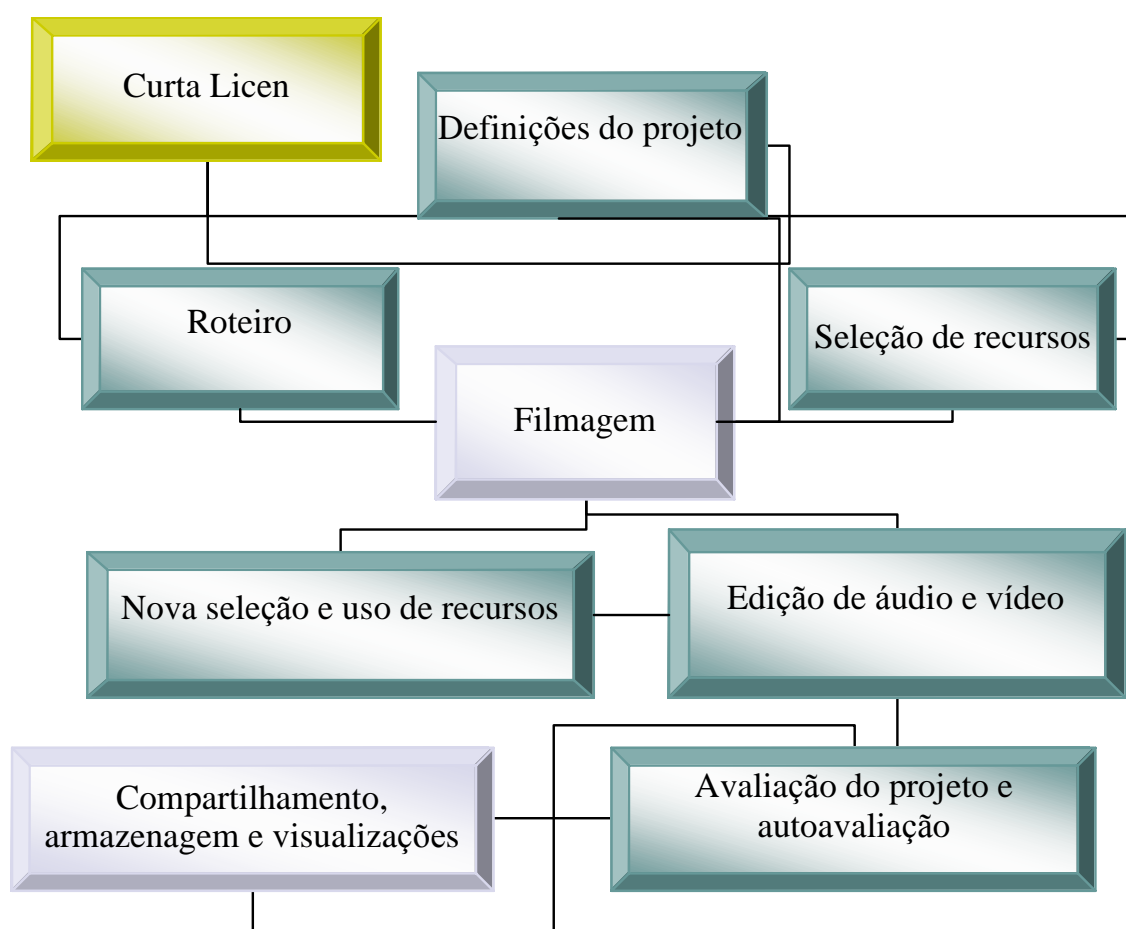 Curta Licen
Definições do projeto
Roteiro
Seleção de recursos
Filmagem
Nova seleção e uso de recursos
Edição de áudio e vídeo
Compartilhamento,
armazenagem e visualizações
Avaliação do projeto e
autoavaliação